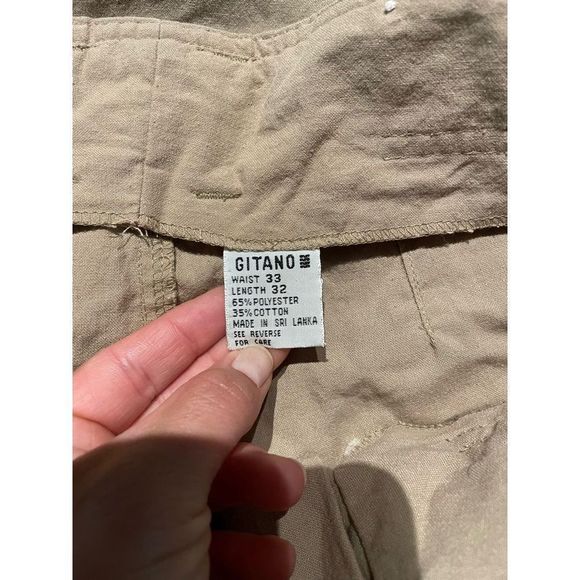 GITANO
WAIST 33
LENGTH 32
65% POLYESTER
35% COTTON
MADE IN SRI LANKA
SEE REVERSE
FOR CARE